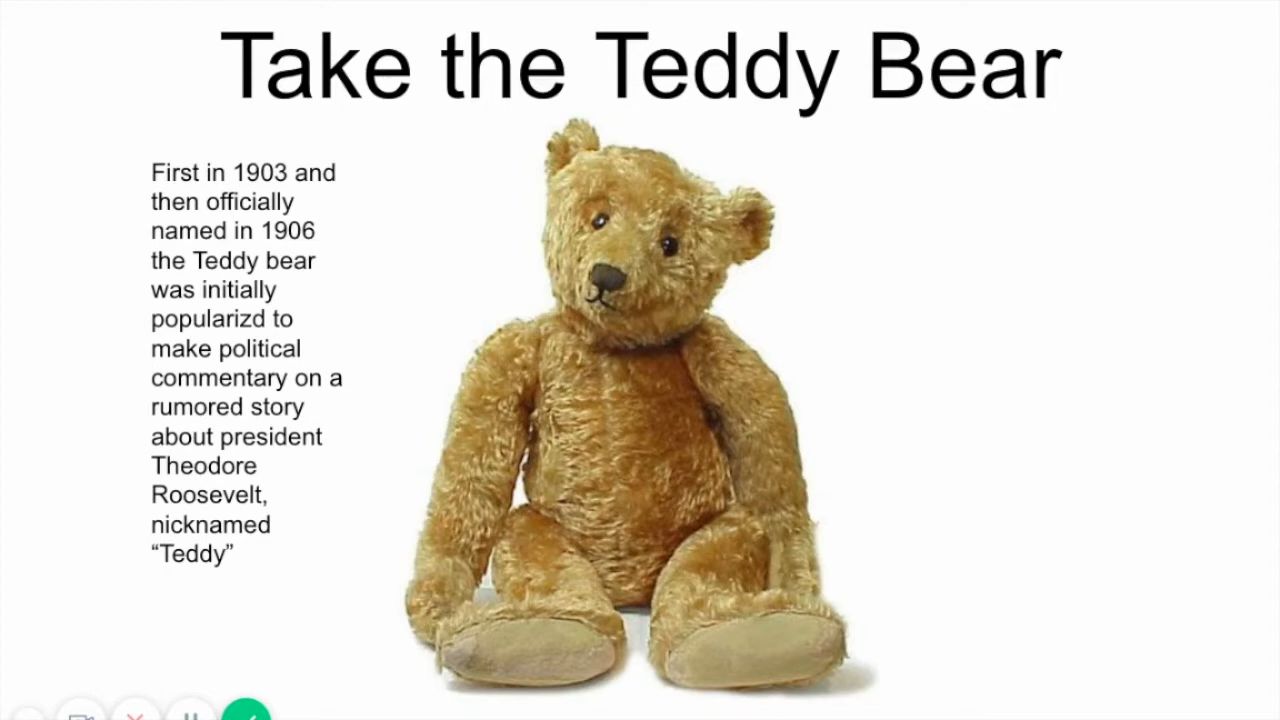 Take the Teddy Bear
First in 1903 and
then officially
named in 1906
the Teddy bear
was initially
popularizd to
make political
commentary on a
rumored story
about president
Theodore
Roosevelt,
nicknamed
“Teddy”